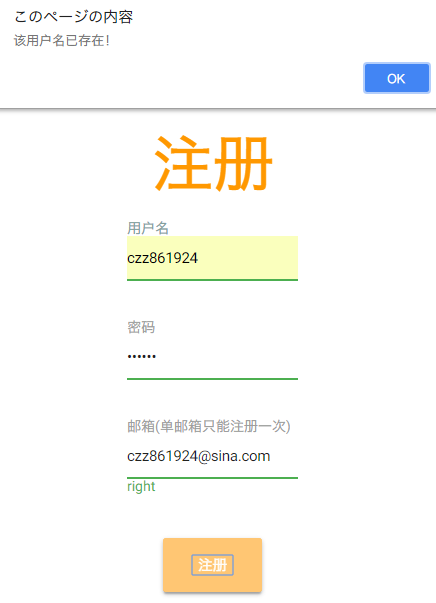 このページの内容
该用户名已存在!
OK
注册
用户名
czz861924
密码
••••••
邮箱(单邮箱只能注册一次)
czz861924@sina.com
right
注册